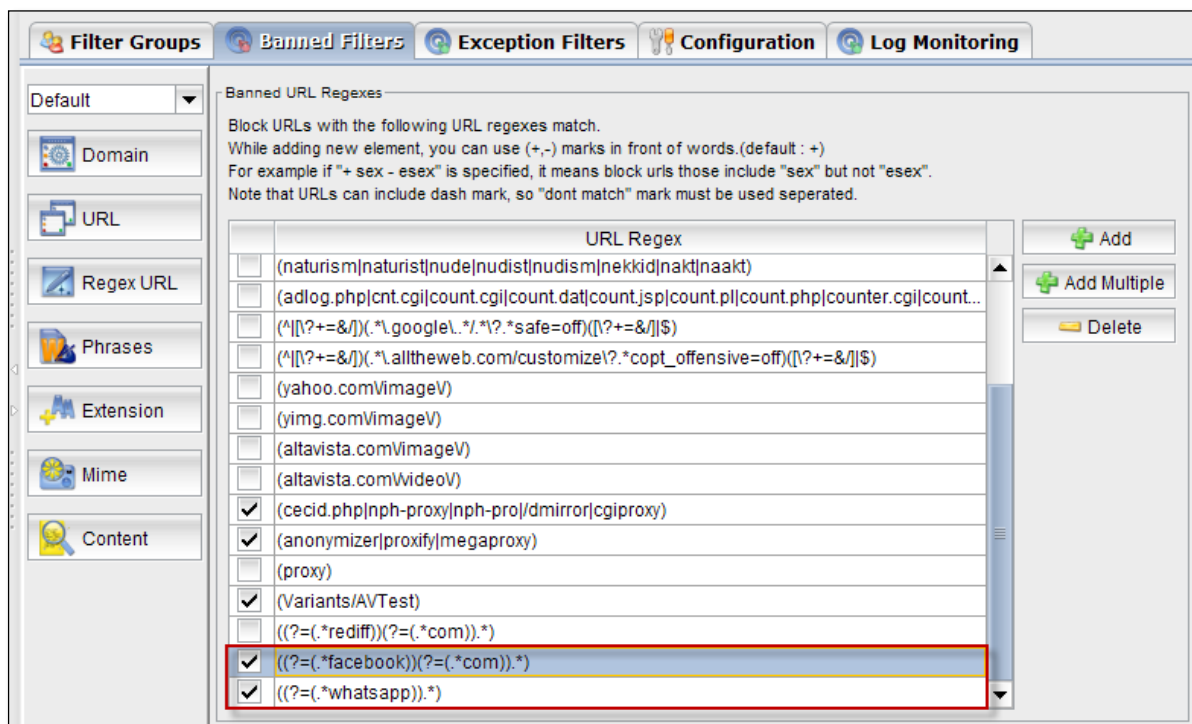 Filter Groups
Banned Filters
Exception Filters
Configuration
Log Monitoring
Default
Domain
URL
Regex URL
Phrases
Extension
Mime
Content
Banned URL Regexes
Block URLs with the following URL regexes match.
While adding new element, you can use (+,-) marks in front of words.(default : +)
For example if "+ sex - esex" is specified, it means block urls those include "sex" but not "esex".
Note that URLs can include dash mark, so "dont match" mark must be used seperated.
URL Regex
(naturism|naturist|nude|nudist|nudism|nekkid|nakt|naakt)
(adlog.php|cnt.cgi|count.cgi|count.dat|count.jsp|count.pl|count.php|counter.cgi|count...
(^|[\?+=&/])(.*\.google\..*/.*\?.*safe=off)([\?+=&/]|$)
(^|[\?+=&/])(.*\.alltheweb.com/customize\?.*copt_offensive=off)([\?+=&/]|$)
(yahoo.com\/image\/)
(yimg.com\/image\/)
(altavista.com\/image\/)
(altavista.com\/video\/)
(cecid.php|nph-proxy|nph-pro|/dmirror|cgiproxy)
(anonymizer|proxify|megaproxy)
(proxy)
(Variants/AVTest)
((?=(.*rediff))(?=(.*com)).*)
((?=(.*facebook))(?=(.*com)).*)
((?=(.*whatsapp)).*)
Add
Add Multiple
Delete